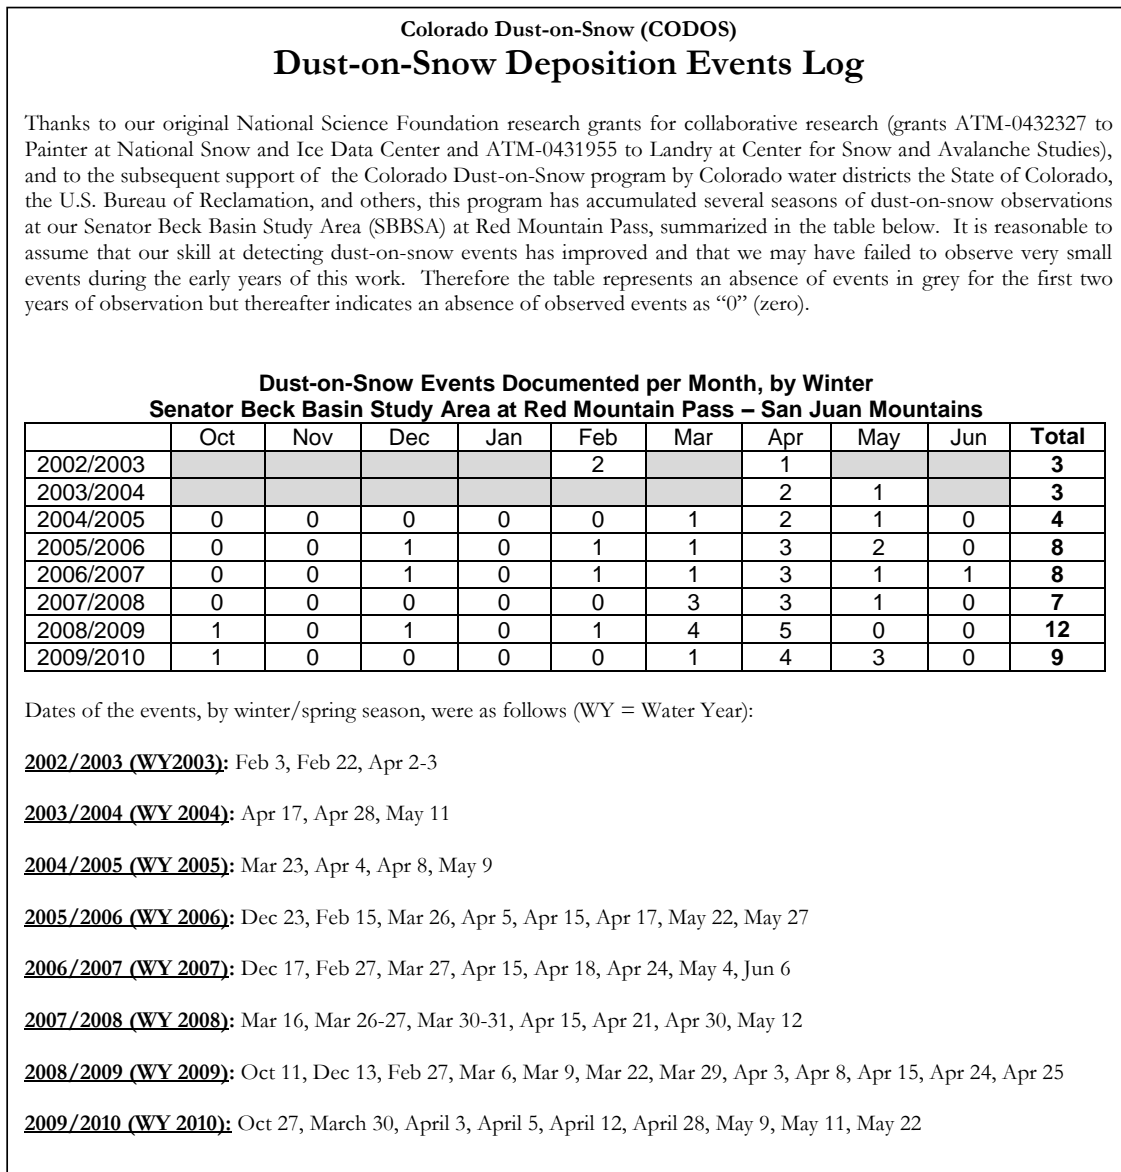 Colorado Dust-on-Snow (CODOS)
Dust-on-Snow Deposition Events Log
Thanks to our original National Science Foundation research grants for collaborative research (grants ATM-0432327 to
Painter at National Snow and Ice Data Center and ATM-0431955 to Landry at Center for Snow and Avalanche Studies),
and to the subsequent support of the Colorado Dust-on-Snow program by Colorado water districts the State of Colorado,
the U.S. Bureau of Reclamation, and others, this program has accumulated several seasons of dust-on-snow observations
at our Senator Beck Basin Study Area (SBBSA) at Red Mountain Pass, summarized in the table below. It is reasonable to
assume that our skill at detecting dust-on-snow events has improved and that we may have failed to observe very small
events during the early years of this work. Therefore the table represents an absence of events in grey for the first two
years of observation but thereafter indicates an absence of observed events as “0” (zero).
Dust-on-Snow Events Documented per Month, by Winter
Senator Beck Basin Study Area at Red Mountain Pass – San Juan Mountains
Oct Nov Dec Jan Feb Mar Apr May Jun Total
2002/2003 2 1 3
2003/2004 2 1 3
2004/2005 0 0 0 0 0 1 2 1 0 4
2005/2006 0 0 1 0 1 1 3 2 0 8
2006/2007 0 0 1 0 1 1 3 1 1 8
2007/2008 0 0 0 0 0 3 3 1 0 7
2008/2009 1 0 1 0 1 4 5 0 0 12
2009/2010 1 0 0 0 0 1 4 3 0 9
Dates of the events, by winter/spring season, were as follows (WY = Water Year):
2002/2003 (WY2003): Feb 3, Feb 22, Apr 2-3
2003/2004 (WY 2004): Apr 17, Apr 28, May 11
2004/2005 (WY 2005): Mar 23, Apr 4, Apr 8, May 9
2005/2006 (WY 2006): Dec 23, Feb 15, Mar 26, Apr 5, Apr 15, Apr 17, May 22, May 27
2006/2007 (WY 2007): Dec 17, Feb 27, Mar 27, Apr 15, Apr 18, Apr 24, May 4, Jun 6
2007/2008 (WY 2008): Mar 16, Mar 26-27, Mar 30-31, Apr 15, Apr 21, Apr 30, May 12
2008/2009 (WY 2009): Oct 11, Dec 13, Feb 27, Mar 6, Mar 9, Mar 22, Mar 29, Apr 3, Apr 8, Apr 15, Apr 24, Apr 25
2009/2010 (WY 2010): Oct 27, March 30, April 3, April 5, April 12, April 28, May 9, May 11, May 22